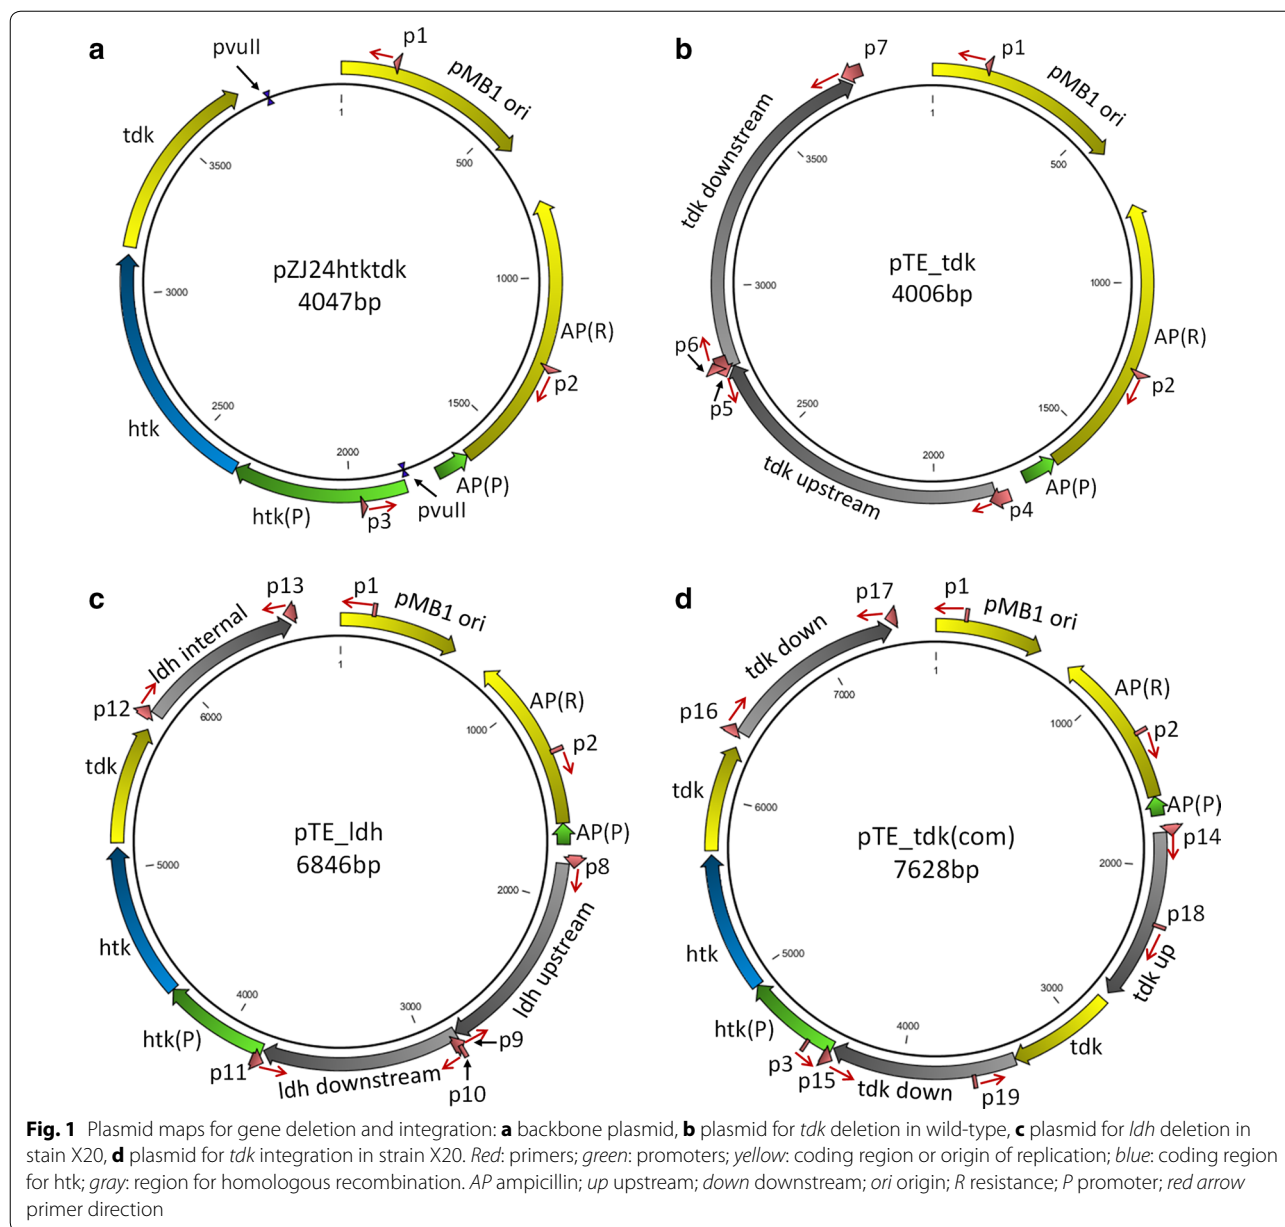 a
pvuII
p1
pMB1 ori
1
500
tdk
3500
1000
pZJ24htktdk
4047bp
3000
AP(R)
p2
1500
2500
2000
htk
htk(P)
p3
pvuII
AP(P)
b
p7
p1
pMB1 ori
1
500
tdk downstream
3500
1000
pTE_tdk
4006bp
3000
AP(R)
p6
p5
p2
1500
2500
2000
tdk upstream
p4
AP(P)
c
p13
p1
pMB1 ori
1
ldh internal
p12
6000
1000
AP(R)
p2
tdk
pTE_ldh
6846bp
AP(P)
p8
5000
2000
htk
ldh upstream
4000
3000
htk(P)
p9
p11
ldh downstream
p10
d
p17
p1
pMB1 ori
1
tdk down
7000
p16
AP(R)
1000
p2
tdk
6000
AP(P)
pTE_tdk(com)
7628bp
p14
2000
p18
htk
5000
tdk up
3000
htk(P)
4000
tdk
p3
p15
tdk down
p19
Fig. 1 Plasmid maps for gene deletion and integration: a backbone plasmid, b plasmid for tdk deletion in wild-type, c plasmid for ldh deletion in
stain X20, d plasmid for tdk integration in strain X20. Red: primers; green: promoters; yellow: coding region or origin of replication; blue: coding region
for htk; gray: region for homologous recombination. AP ampicillin; up upstream; down downstream; ori origin; R resistance; P promoter; red arrow
primer direction